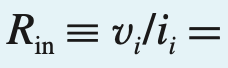 R_in ≡ v_i/i_i =